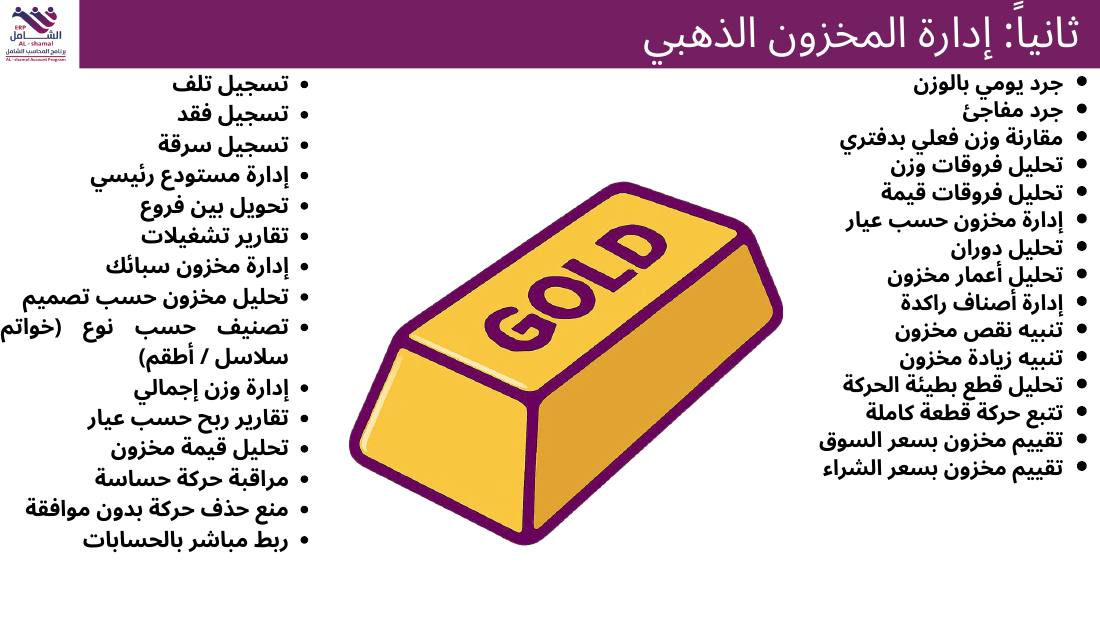 ثانياً: إدارة المخزون الذهبي
ERP
الشامل
AL - shamal
برنامج المحاسب الشامل
AL - shamel Account Program
• جرد يومي بالوزن
• جرد مفاجئ
• مقارنة وزن فعلي بدفتري
• تحليل فروقات وزن
• تحليل فروقات قيمة
• إدارة مخزون حسب عيار
• تحليل دوران
• تحليل أعمار مخزون
• إدارة أصناف راكدة
• تنبيه نقص مخزون
• تنبيه زيادة مخزون
• تحليل قطع بطيئة الحركة
• تتبع حركة قطعة كاملة
• تقييم مخزون بسعر السوق
• تقييم مخزون بسعر الشراء
GOLD
• تسجيل تلف
• تسجيل فقد
• تسجيل سرقة
• إدارة مستودع رئيسي
• تحويل بين فروع
• تقارير تشغيلات
• إدارة مخزون سبائك
• تحليل مخزون حسب تصميم
• تصنيف حسب نوع (خواتم
سلاسل / أطقم)
• إدارة وزن إجمالي
• تقارير ربح حسب عيار
• تحليل قيمة مخزون
• مراقبة حركة حساسة
• منع حذف حركة بدون موافقة
• ربط مباشر بالحسابات